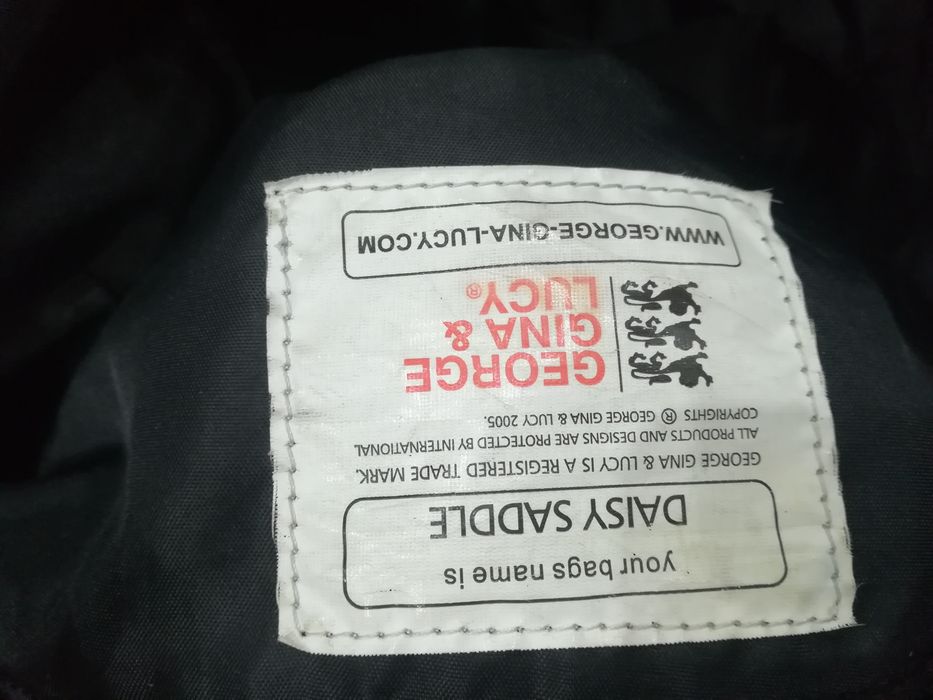 your bags name is
DAISY SADDLE
GEORGE GINA & LUCY IS A REGISTERED TRADE MARK.
ALL PRODUCTS AND DESIGNS ARE PROTECTED BY INTERNATIONAL
COPYRIGHTS ® GEORGE GINA & LUCY 2005.
GEORGE
GINA &
LUCY®
WWW.GEORGE-GINA-LUCY.COM